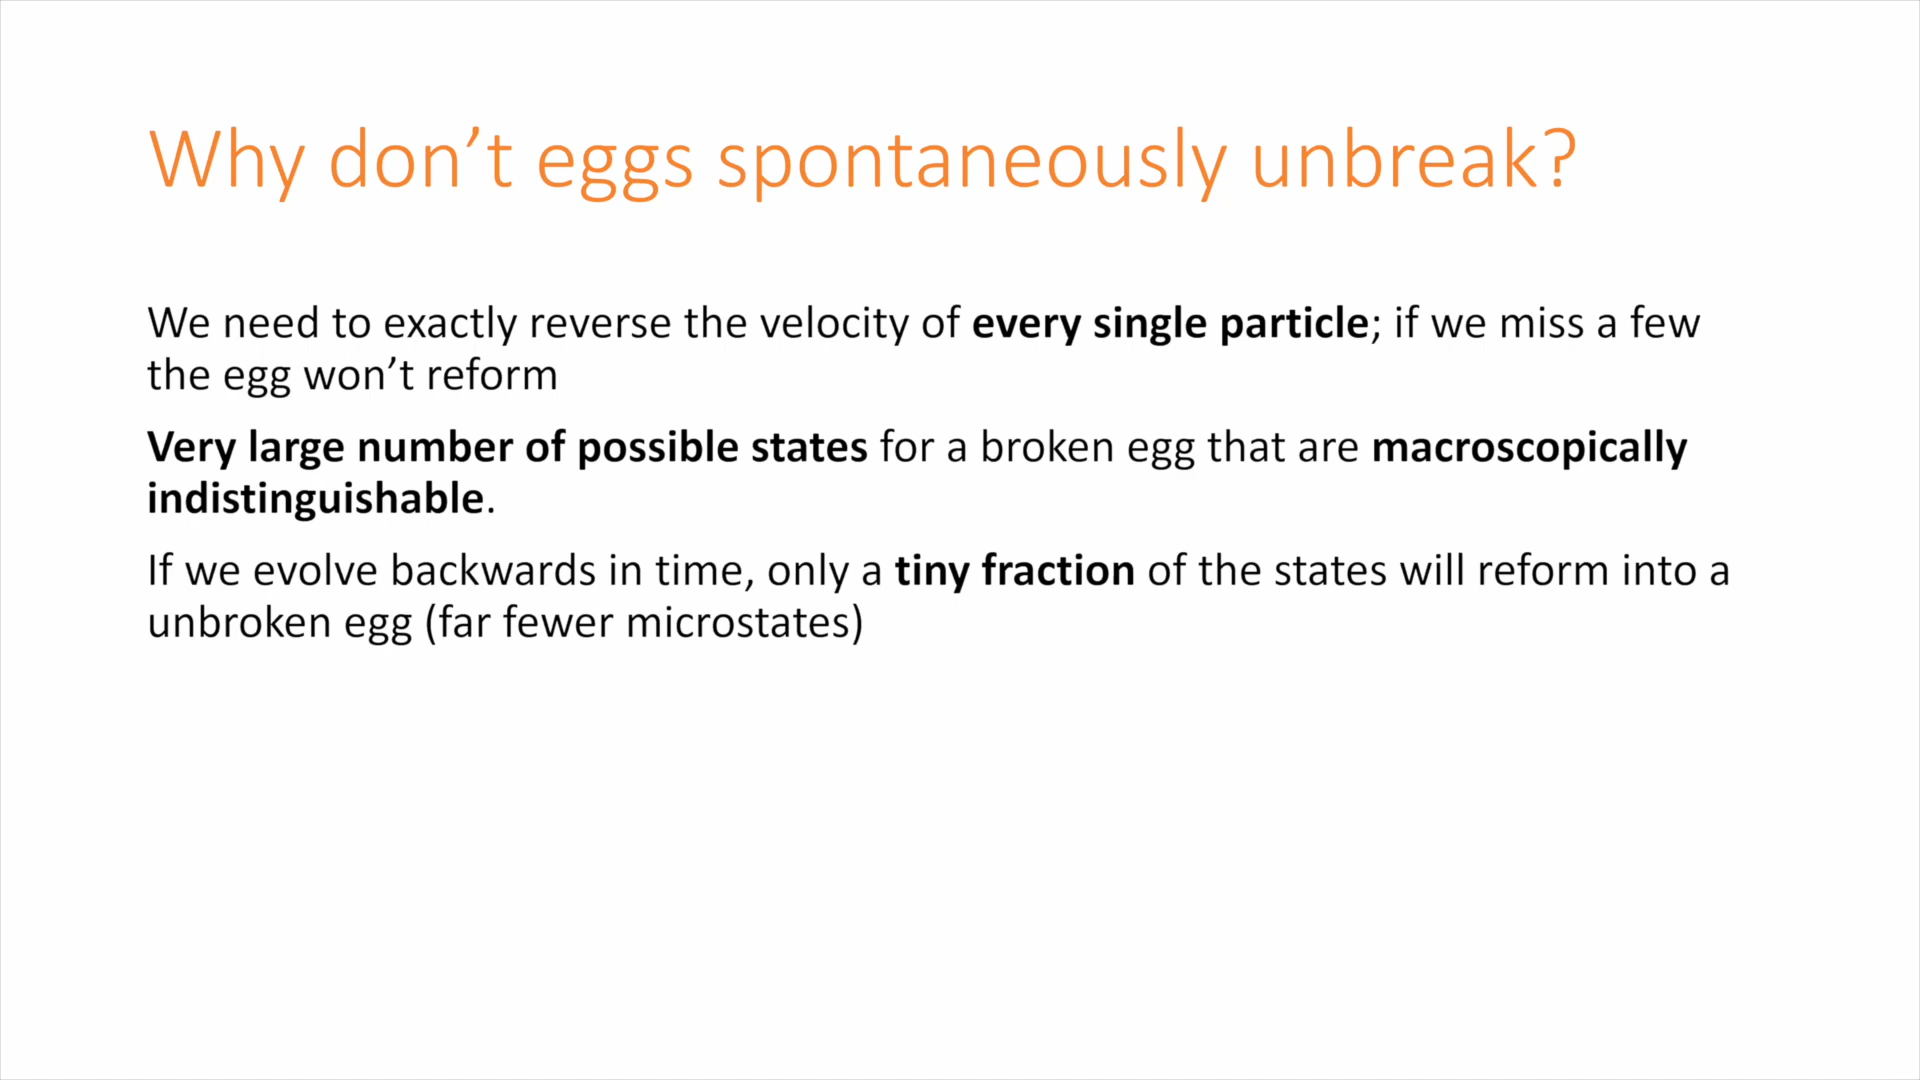 Why don’t eggs spontaneously unbreak?
We need to exactly reverse the velocity of every single particle; if we miss a few
the egg won’t reform
Very large number of possible states for a broken egg that are macroscopically
indistinguishable.
If we evolve backwards in time, only a tiny fraction of the states will reform into a
unbroken egg (far fewer microstates)